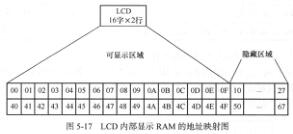 LCD
16字×2行
可显示区域
隐藏区域
00 01 02 03 04 05 06 07 08 09 0A 0B 0C 0D 0E 0F 10 … 27
40 41 42 43 44 45 46 47 48 49 4A 4B 4C 4D 4E 4F 50 … 67
图 5-17 LCD 内部显示 RAM 的地址映射图